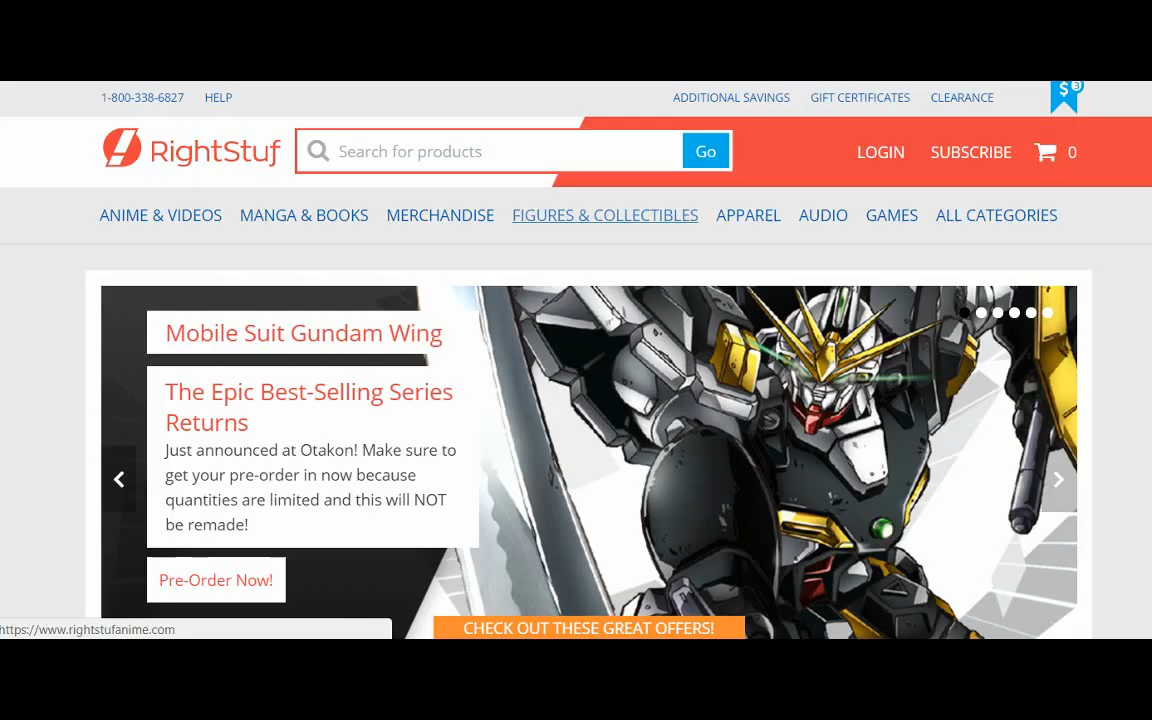 1-800-338-6827 HELP ADDITIONAL SAVINGS GIFT CERTIFICATES CLEARANCE $ 3
RightStuf Search for products Go LOGIN SUBSCRIBE 0
ANIME & VIDEOS MANGA & BOOKS MERCHANDISE FIGURES & COLLECTIBLES APPAREL AUDIO GAMES ALL CATEGORIES
Mobile Suit Gundam Wing
The Epic Best-Selling Series
Returns
Just announced at Otakon! Make sure to
get your pre-order in now because
quantities are limited and this will NOT
be remade!
Pre-Order Now!
https://www.rightstufanime.com
CHECK OUT THESE GREAT OFFERS!